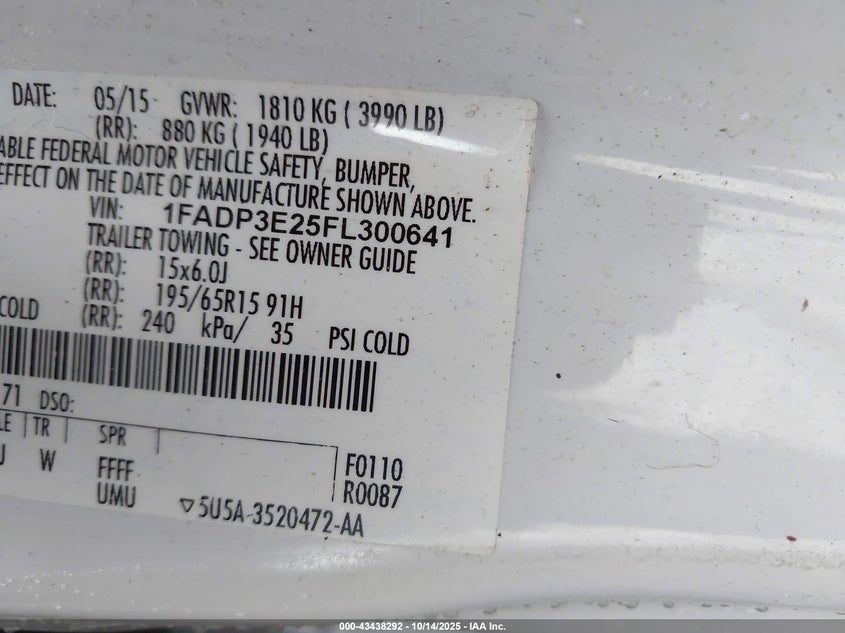 DATE: 05/15 GVWR: 1810 KG ( 3990 LB)
(RR): 880 KG ( 1940 LB)
ABLE FEDERAL MOTOR VEHICLE SAFETY, BUMPER,
EFFECT ON THE DATE OF MANUFACTURE SHOWN ABOVE.
VIN: 1FADP3E25FL300641
TRAILER TOWING - SEE OWNER GUIDE
(RR): 15x6.0J
(RR): 195/65R15 91H
COLD (RR): 240 kPa/ 35 PSI COLD
71 DSO:
LE TR SPR
J W FFFF F0110
UMU R0087
5U5A-3520472-AA
000-43438292 - 10/14/2025 - IAA Inc.